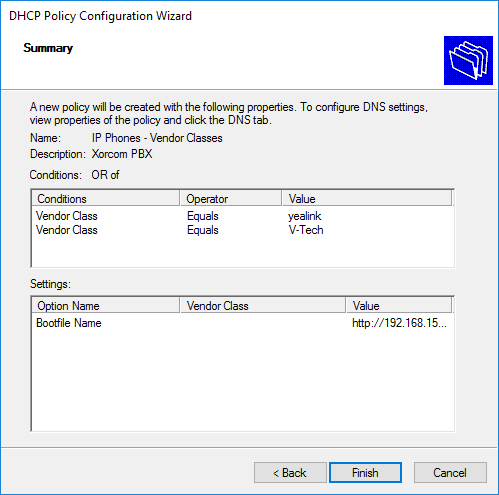 DHCP Policy Configuration Wizard
Summary
A new policy will be created with the following properties. To configure DNS settings,
view properties of the policy and click the DNS tab.
Name: IP Phones - Vendor Classes
Description: Xorcom PBX
Conditions: OR of
Conditions Operator Value
Vendor Class Equals yealink
Vendor Class Equals V-Tech
Settings:
Option Name Vendor Class Value
Bootfile Name http://192.168.15...
< Back Finish Cancel